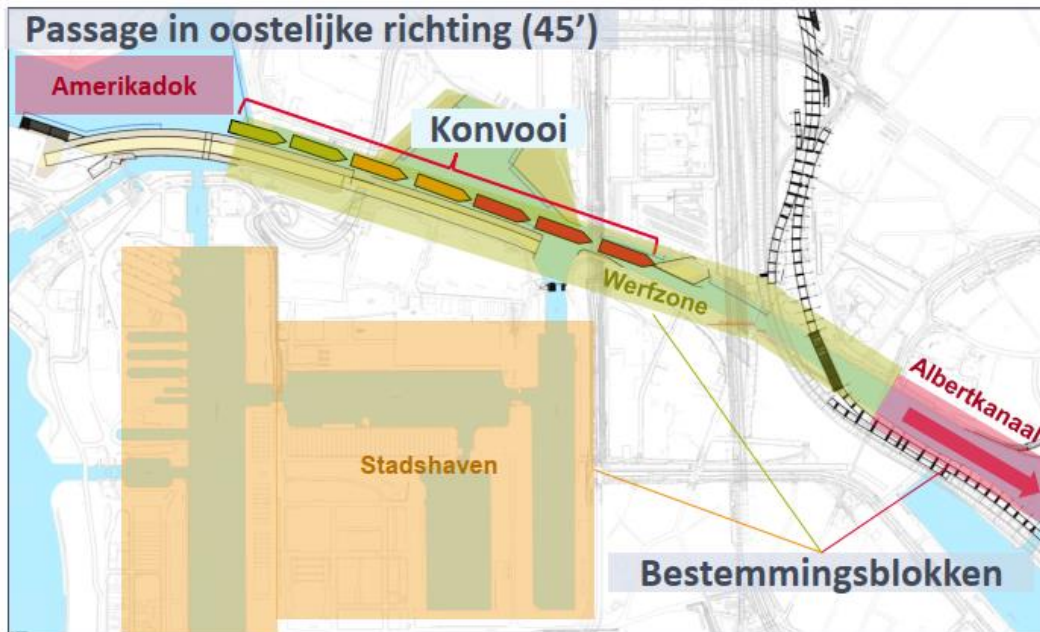 Passage in oostelijke richting (45’)
Amerikadok
Konvooi
Werfzone
Albertkanaal
Stadshaven
Bestemmingsblokken